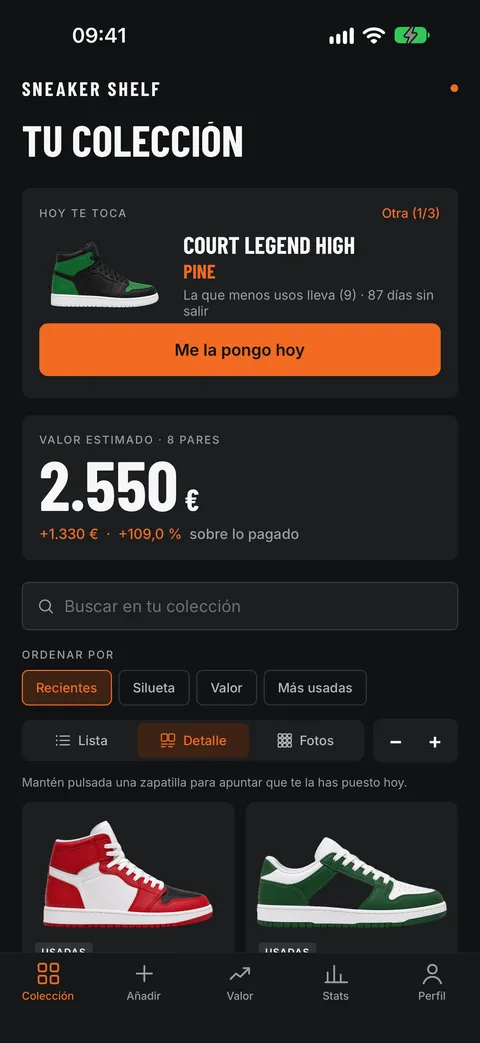 09:41
SNEAKER SHELF
TU COLECCIÓN
HOY TE TOCA
Otra (1/3)
COURT LEGEND HIGH
PINE
La que menos usos lleva (9) · 87 días sin
salir
Me la pongo hoy
VALOR ESTIMADO · 8 PARES
2.550 €
+1.330 € · +109,0 % sobre lo pagado
Buscar en tu colección
ORDENAR POR
Recientes Silueta Valor Más usadas
Lista Detalle Fotos − +
Mantén pulsada una zapatilla para apuntar que te la has puesto hoy.
USADAS USADAS
Colección Añadir Valor Stats Perfil